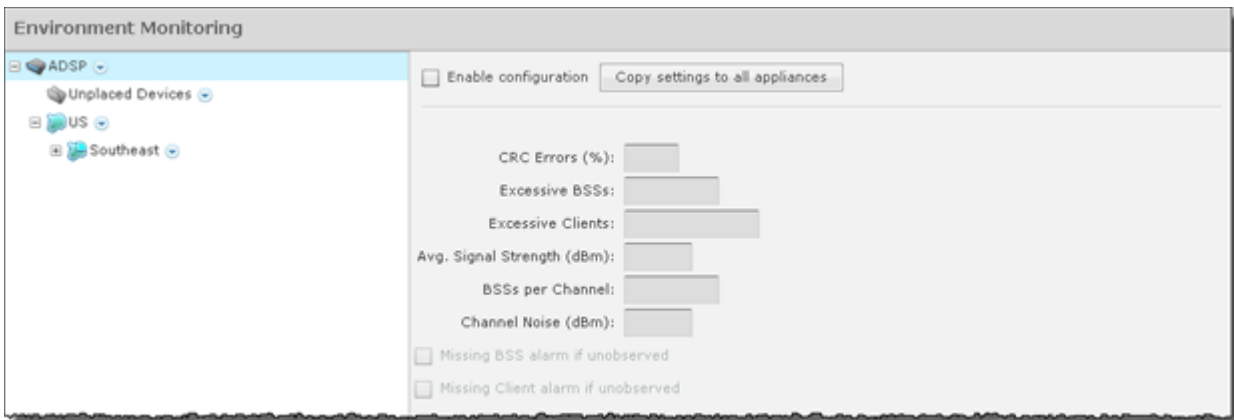 Environment Monitoring
ADSP
Unplaced Devices
US
Southeast
Enable configuration
Copy settings to all appliances
CRC Errors (%):
Excessive BSSs:
Excessive Clients:
Avg. Signal Strength (dBm):
BSSs per Channel:
Channel Noise (dBm):
Missing BSS alarm if unobserved
Missing Client alarm if unobserved